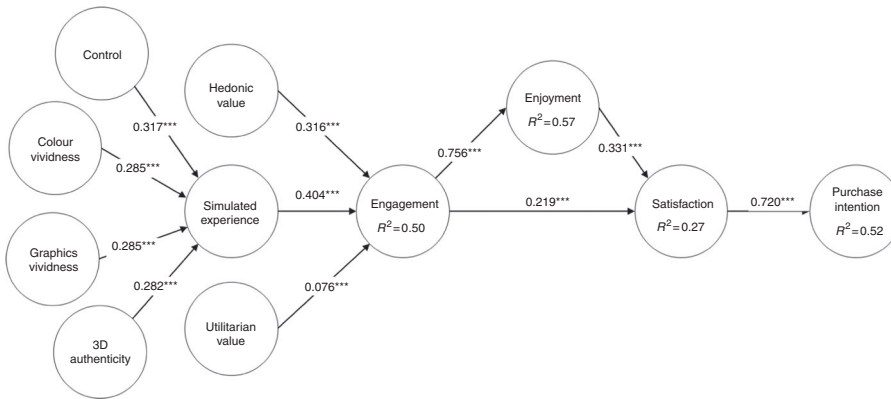 Control
0.317***
Colour
vividness
0.285***
Graphics
vividness
0.285***
3D
authenticity
0.282***
Simulated
experience
Hedonic
value
0.316***
0.404***
Utilitarian
value
0.076***
Engagement
R²=0.50
0.756***
Enjoyment
R²=0.57
0.331***
0.219***
Satisfaction
R²=0.27
0.720***
Purchase
intention
R²=0.52